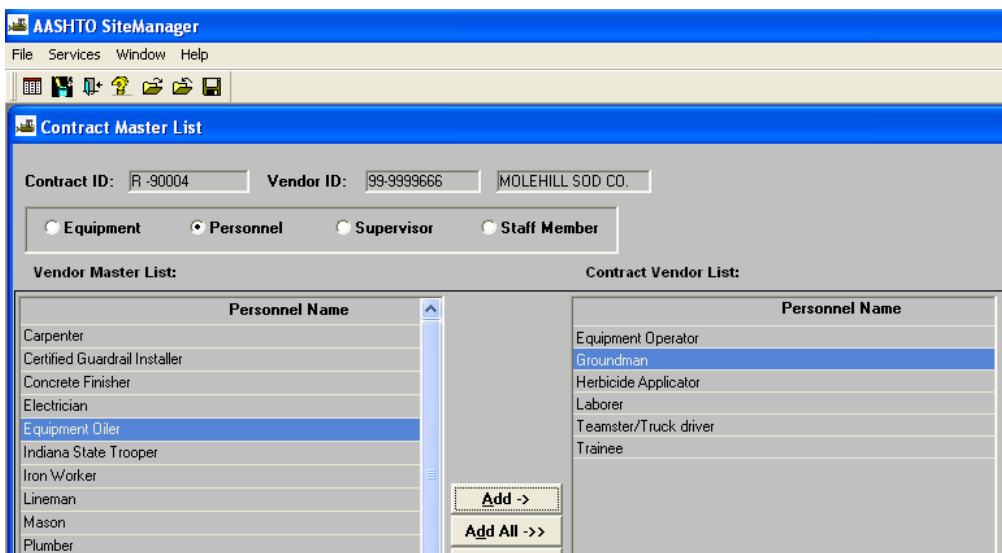 AASHTO SiteManager
File Services Window Help
Contract Master List
Contract ID: R -90004 Vendor ID: 99-9999666 MOLEHILL SOD CO.
Equipment Personnel Supervisor Staff Member
Vendor Master List: Contract Vendor List:
Personnel Name
Carpenter
Certified Guardrail Installer
Concrete Finisher
Electrician
Equipment Oiler
Indiana State Trooper
Iron Worker
Lineman
Mason
Plumber
Add ->
Add All ->>
Personnel Name
Equipment Operator
Groundman
Herbicide Applicator
Laborer
Teamster/Truck driver
Trainee